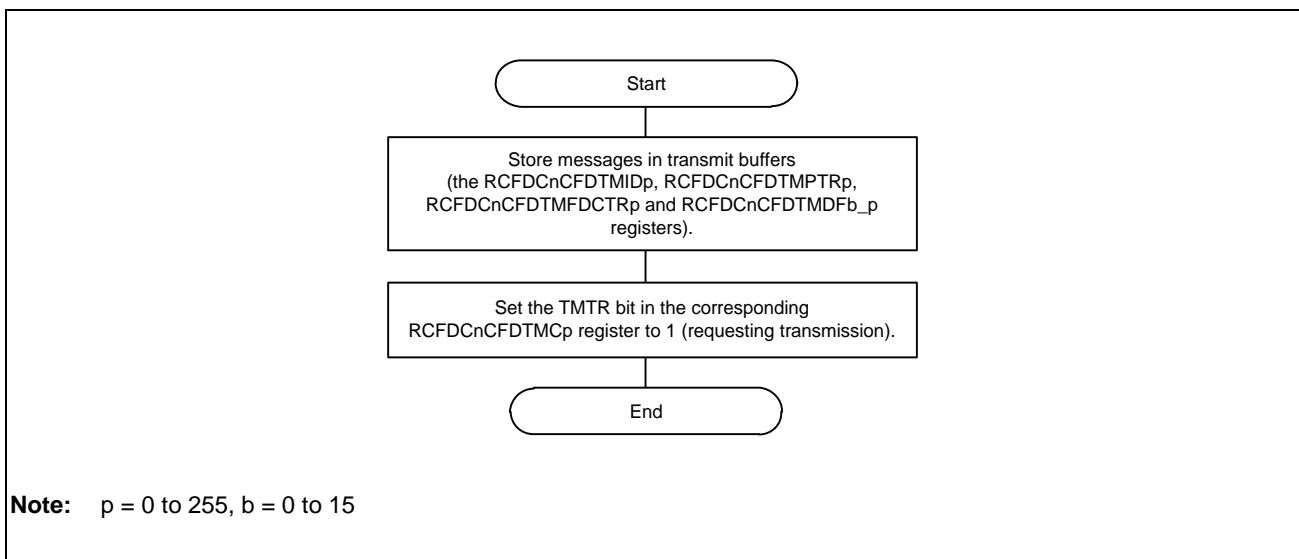 Start
Store messages in transmit buffers
(the RCFDCnCFDTMIDp, RCFDCnCFDTMPTRp,
RCFDCnCFDTMFDCTRp and RCFDCnCFDTMDFb_p
registers).
Set the TMTR bit in the corresponding
RCFDCnCFDTMCp register to 1 (requesting transmission).
End
Note: p = 0 to 255, b = 0 to 15